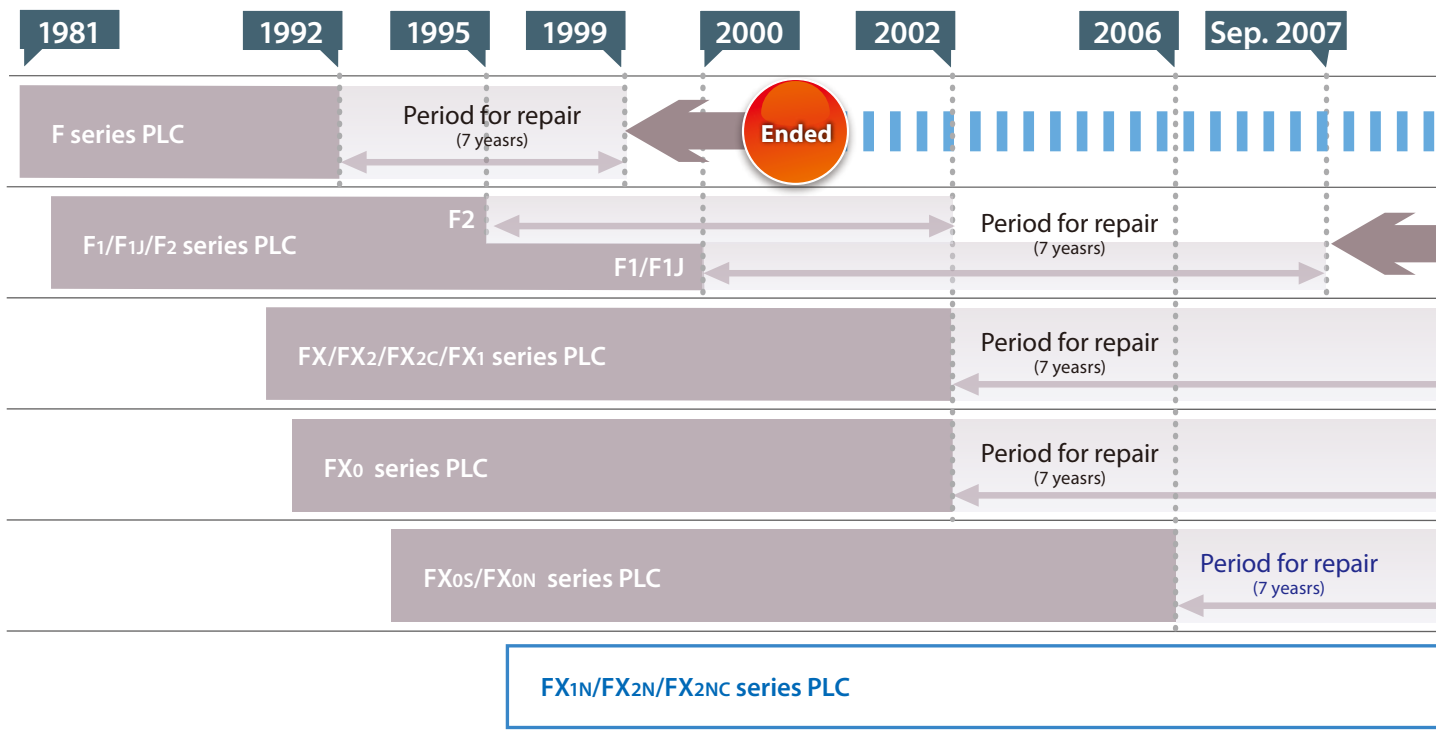 1981
1992
1995
1999
2000
2002
2006
Sep. 2007
F series PLC
Period for repair
(7 yeasrs)
Ended
F1/F1J/F2 series PLC
F2
F1/F1J
Period for repair
(7 yeasrs)
FX/FX2/FX2C/FX1 series PLC
Period for repair
(7 yeasrs)
FX0 series PLC
Period for repair
(7 yeasrs)
FX0S/FX0N series PLC
Period for repair
(7 yeasrs)
FX1N/FX2N/FX2NC series PLC